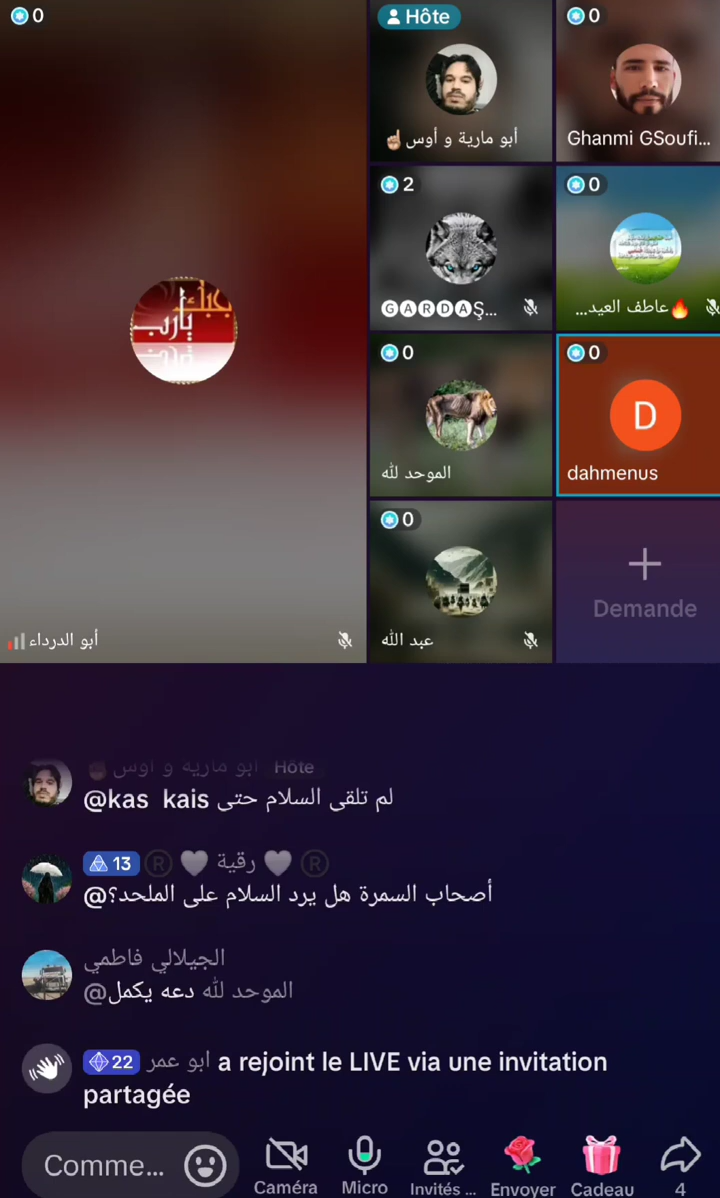 0
Hôte
أبو مارية و أوس☝🏼
0
Ghanmi GSoufi...
2
🅖🅐🅡🅓🅐Ş...
0
🔥عاطف العيد...
0
الموحد لله
0
D
dahmenus
0
عبد الله
Demande
أبو الدرداء
يارب
أبو مارية و أوس Hôte
@kas kais لم تلقى السلام حتى
13 Ⓡ 🤍 رقية 🤍 Ⓡ
@أصحاب السمرة هل يرد السلام على الملحد؟
الجيلالي فاطمي
@الموحد لله دعه يكمل
22 ابو عمر a rejoint le LIVE via une invitation
partagée
Comme...
Caméra
Micro
Invités ...
Envoyer
Cadeau
4